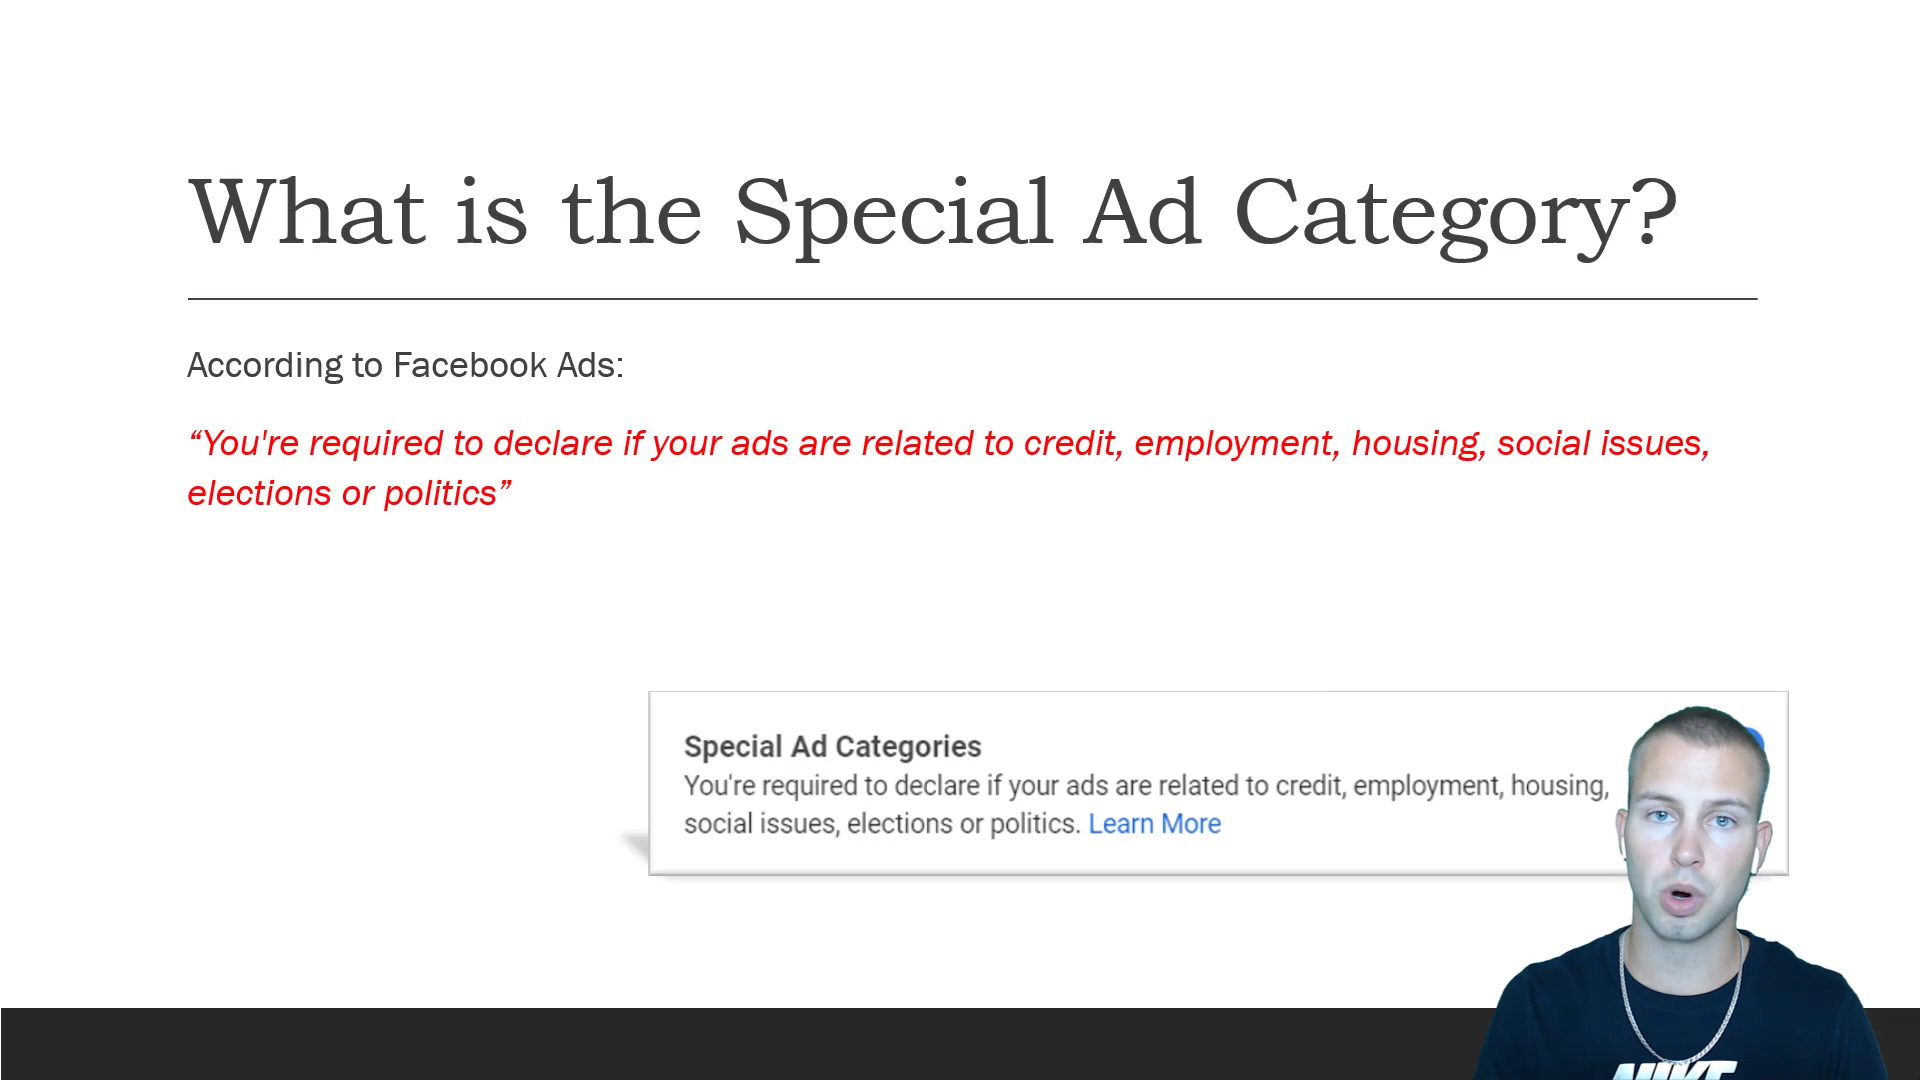 What is the Special Ad Category?
According to Facebook Ads:
“You're required to declare if your ads are related to credit, employment, housing, social issues,
elections or politics”
Special Ad Categories
You're required to declare if your ads are related to credit, employment, housing,
social issues, elections or politics. Learn More
NIKE